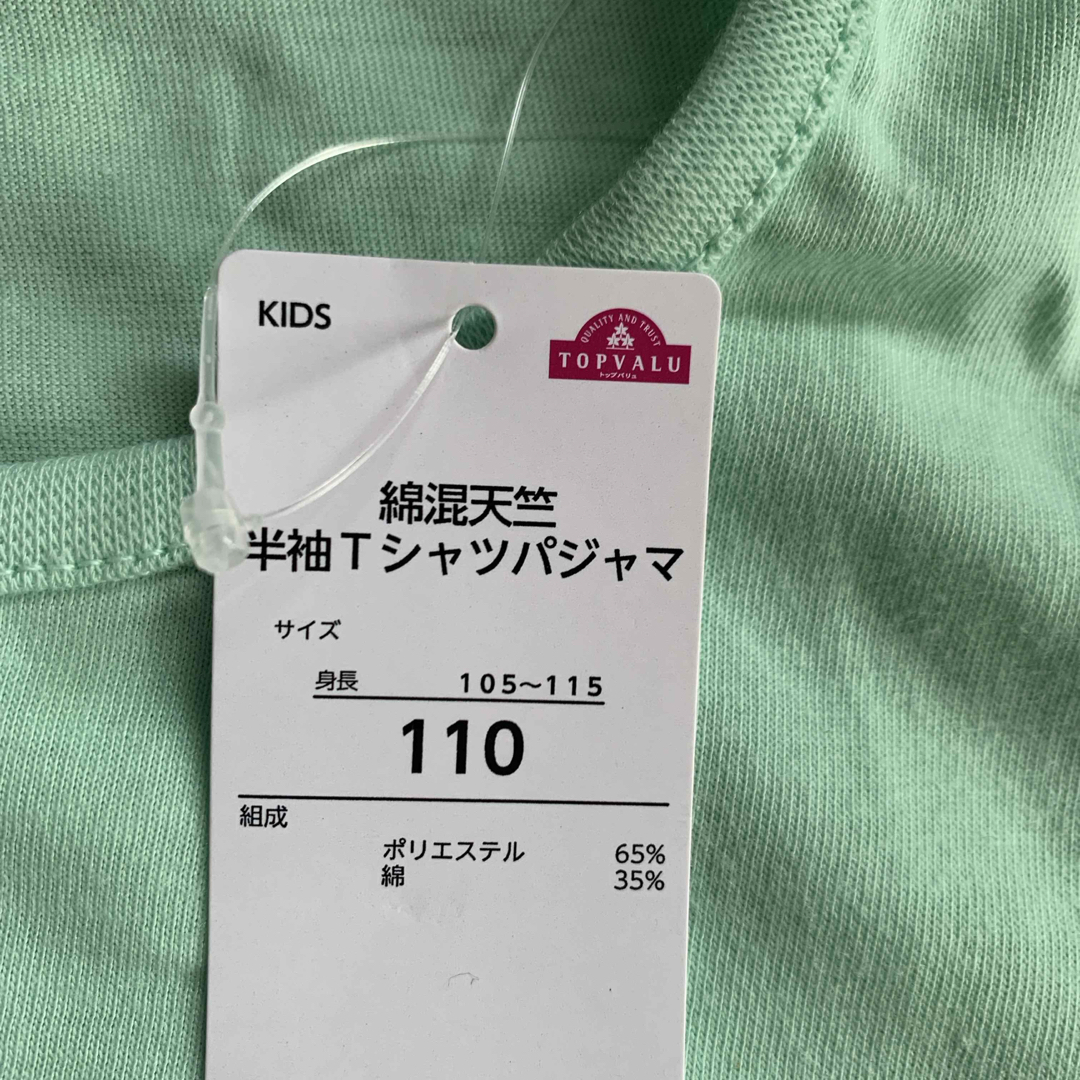 KIDS
QUALITY AND TRUST
TOPVALU
トップバリュ
綿混天竺
半袖Tシャツパジャマ
サイズ
身長 105~115
110
組成
ポリエステル 65%
綿 35%